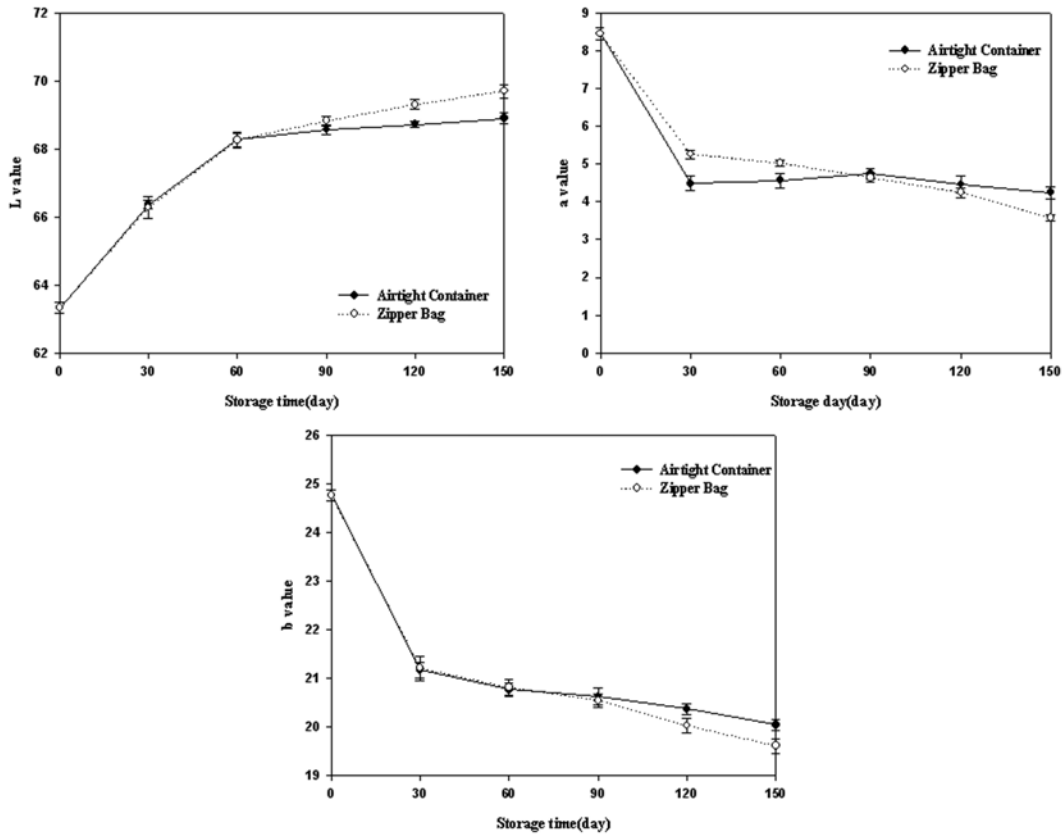 72
70
68
66
64
62
L value
0 30 60 90 120 150
Storage time(day)
Airtight Container
Zipper Bag
9
8
7
6
5
4
3
2
1
0
a value
0 30 60 90 120 150
Storage day(day)
Airtight Container
Zipper Bag
26
25
24
23
22
21
20
19
b value
0 30 60 90 120 150
Storage time(day)
Airtight Container
Zipper Bag